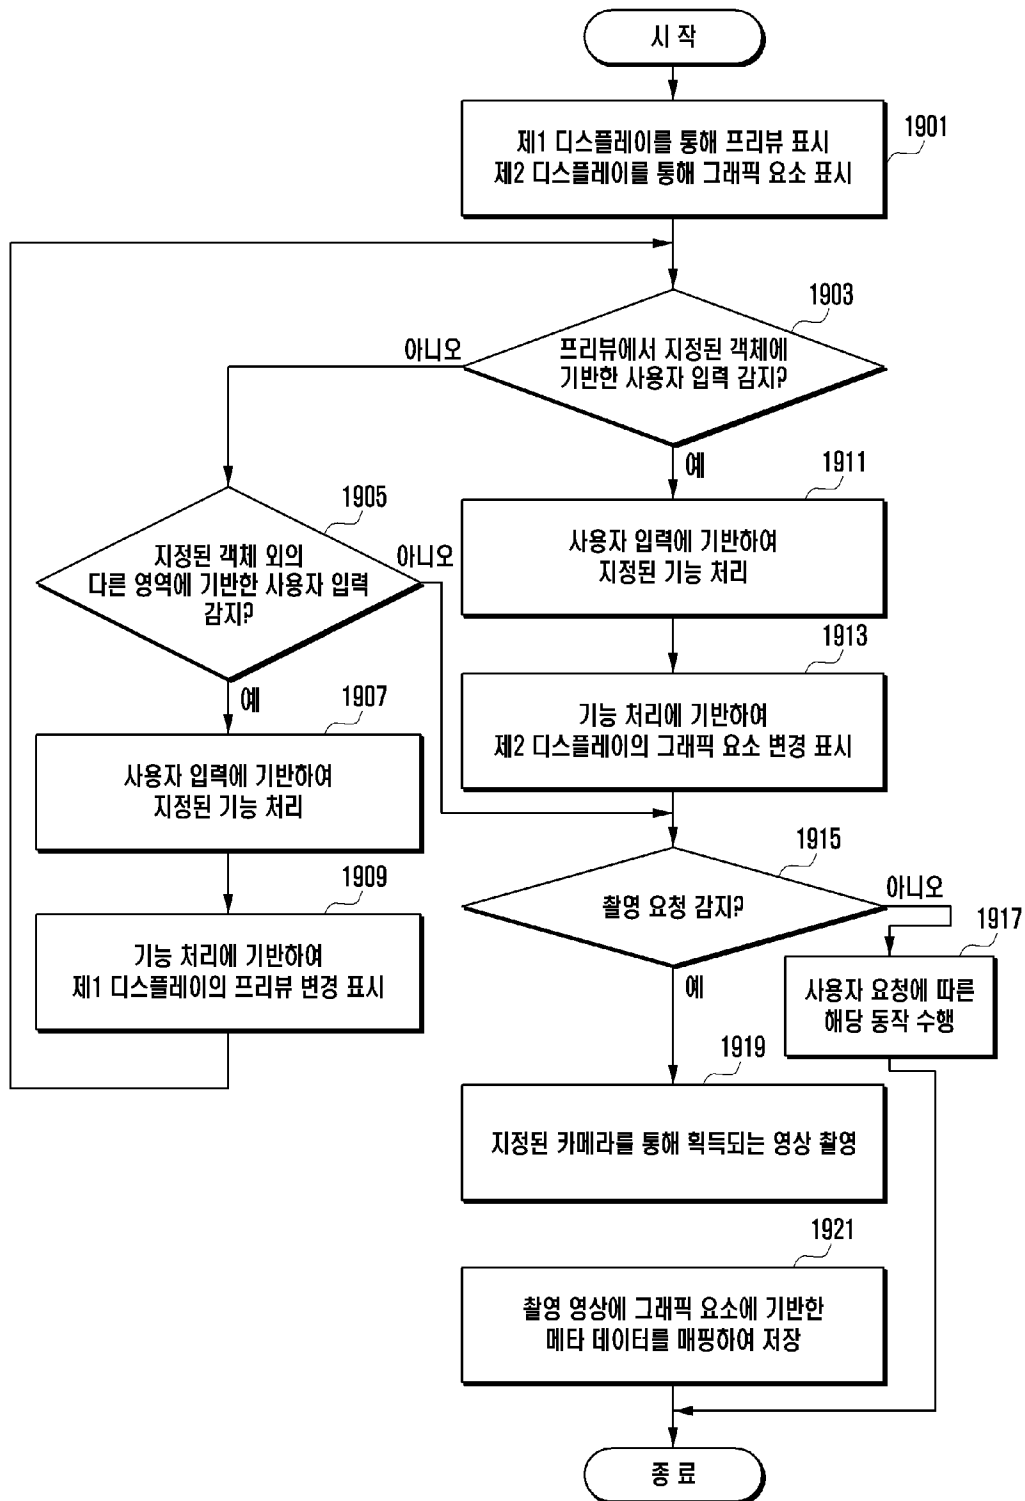 시 작
1901
제1 디스플레이를 통해 프리뷰 표시
제2 디스플레이를 통해 그래픽 요소 표시
1903
프리뷰에서 지정된 객체에
기반한 사용자 입력 감지?
아니오
예
1905
지정된 객체 외의
다른 영역에 기반한 사용자 입력
감지?
아니오
예
1907
사용자 입력에 기반하여
지정된 기능 처리
1909
기능 처리에 기반하여
제1 디스플레이의 프리뷰 변경 표시
1911
사용자 입력에 기반하여
지정된 기능 처리
1913
기능 처리에 기반하여
제2 디스플레이의 그래픽 요소 변경 표시
1915
촬영 요청 감지?
아니오
예
1917
사용자 요청에 따른
해당 동작 수행
1919
지정된 카메라를 통해 획득되는 영상 촬영
1921
촬영 영상에 그래픽 요소에 기반한
메타 데이터를 매핑하여 저장
종 료